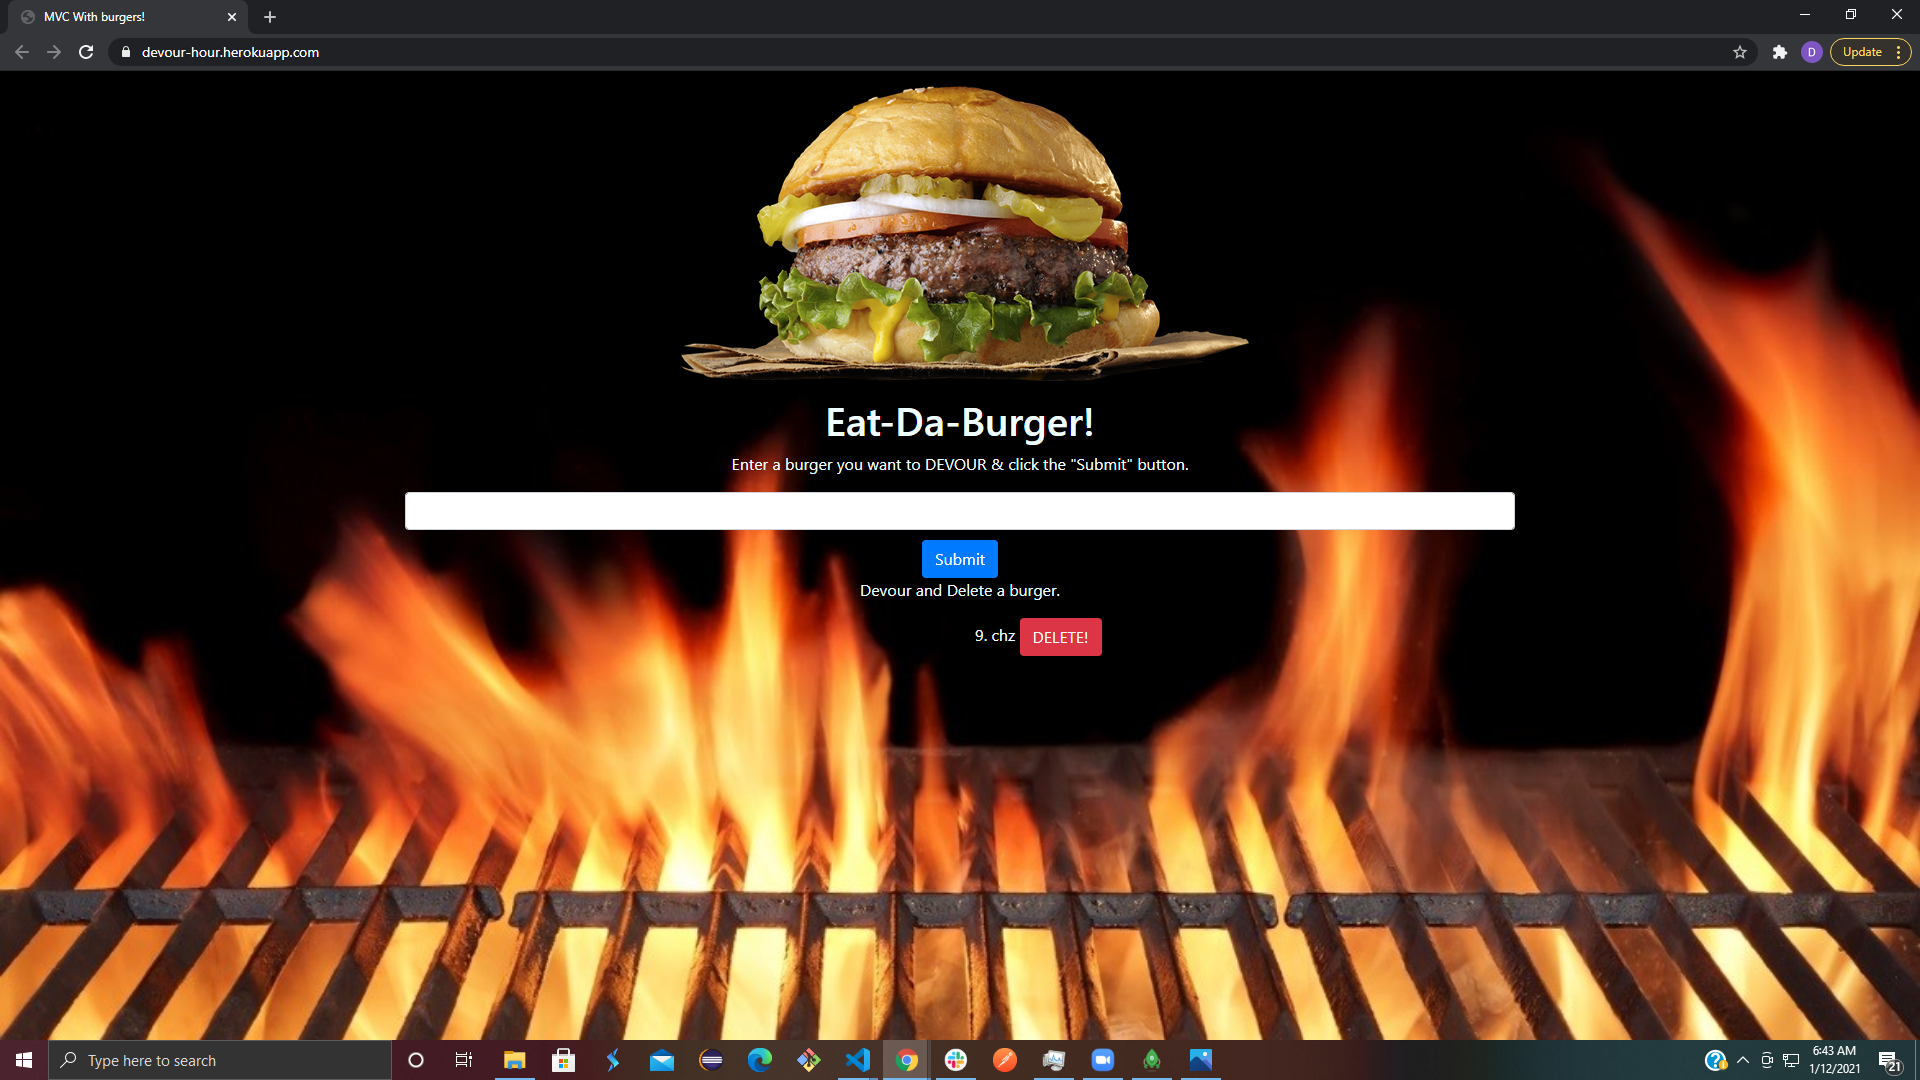 MVC With burgers!
devour-hour.herokuapp.com
D
Update
Eat-Da-Burger!
Enter a burger you want to DEVOUR & click the "Submit" button.
Submit
Devour and Delete a burger.
9. chz DELETE!
Type here to search
6:43 AM
1/12/2021
21